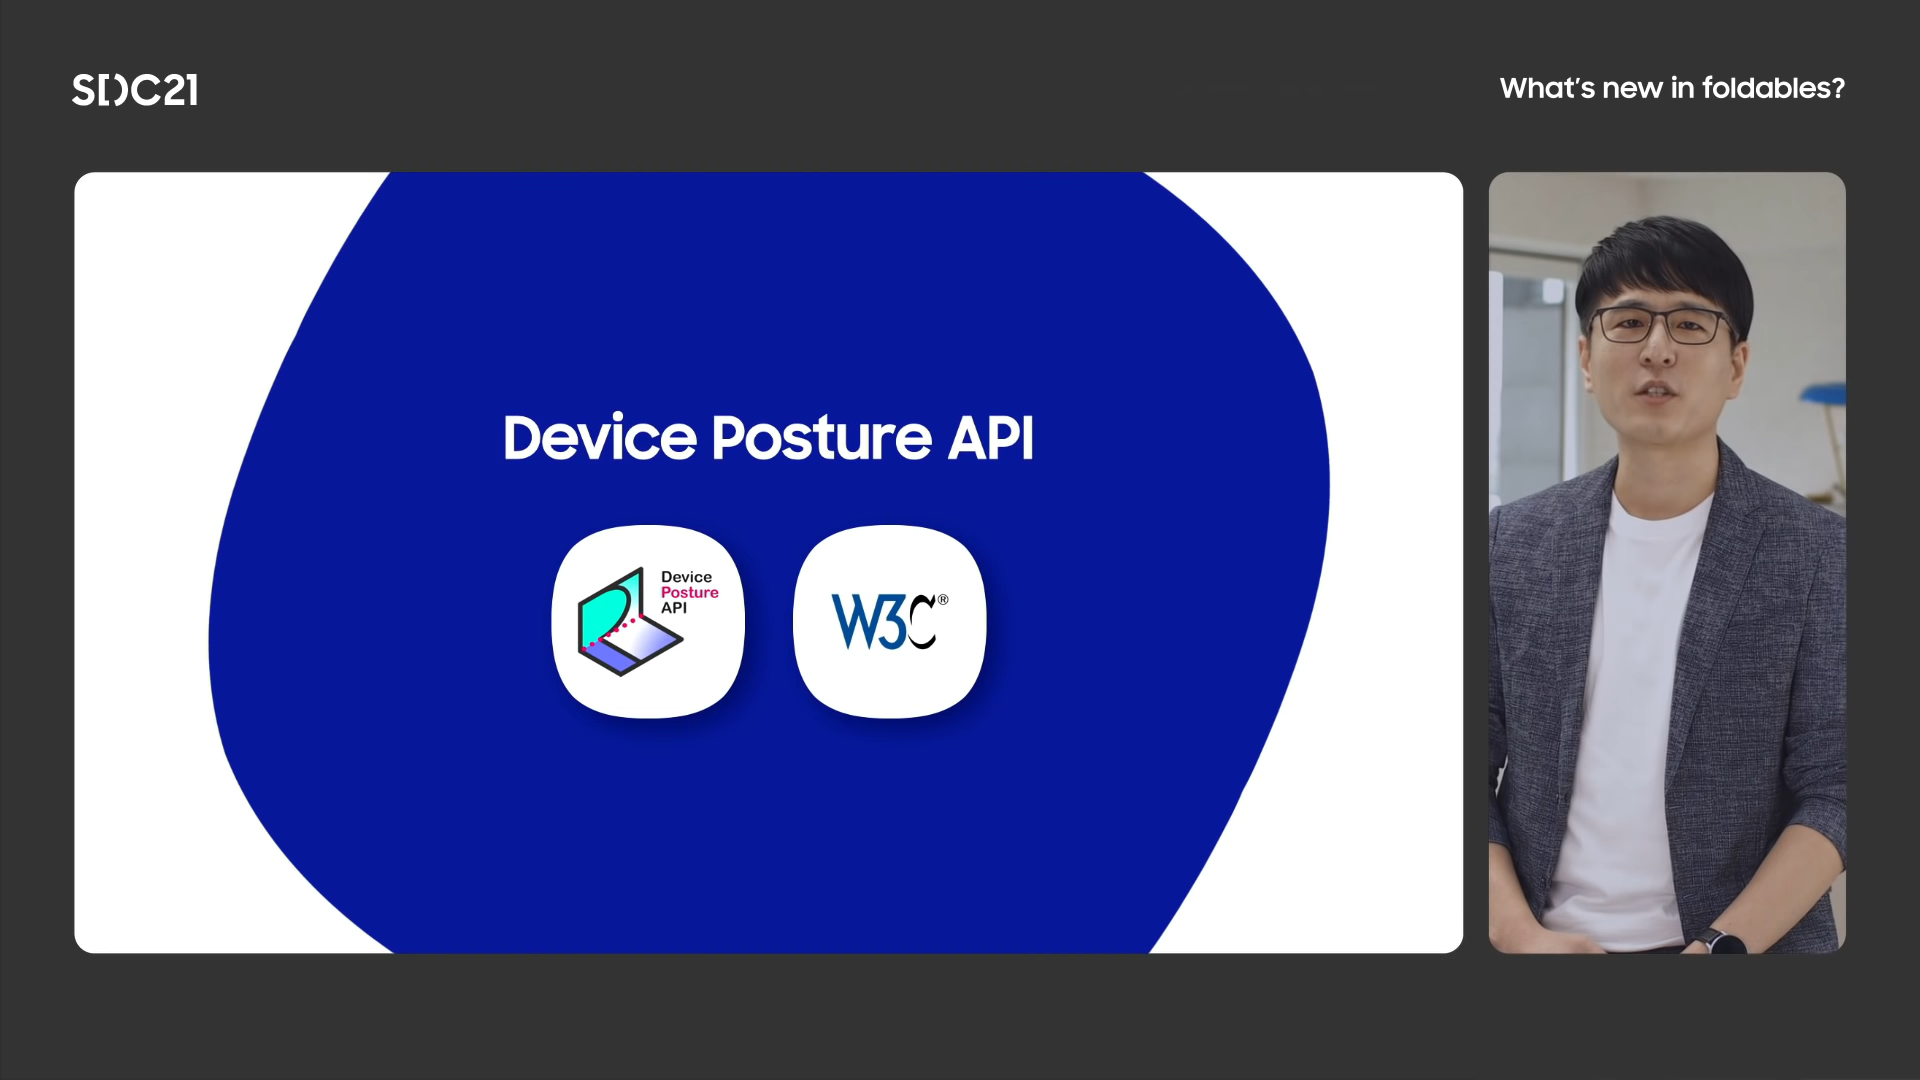 SDC21
What's new in foldables?
Device Posture API
Device
Posture
API
W3C®